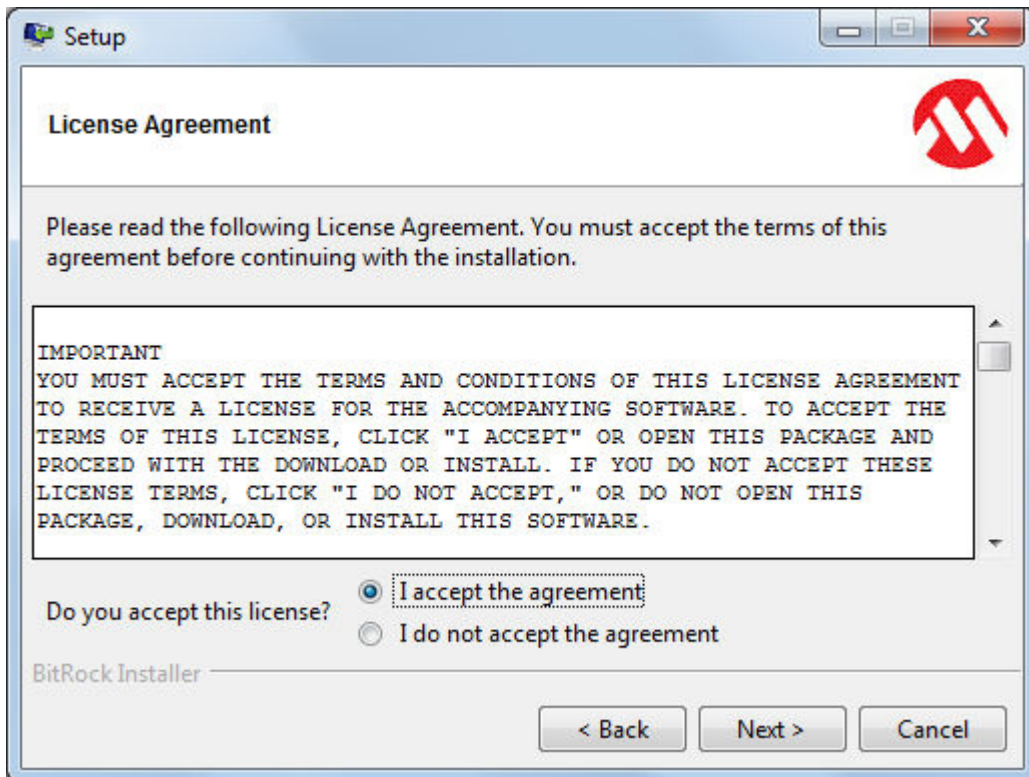 Setup
License Agreement
Please read the following License Agreement. You must accept the terms of this
agreement before continuing with the installation.
IMPORTANT
YOU MUST ACCEPT THE TERMS AND CONDITIONS OF THIS LICENSE AGREEMENT
TO RECEIVE A LICENSE FOR THE ACCOMPANYING SOFTWARE. TO ACCEPT THE
TERMS OF THIS LICENSE, CLICK "I ACCEPT" OR OPEN THIS PACKAGE AND
PROCEED WITH THE DOWNLOAD OR INSTALL. IF YOU DO NOT ACCEPT THESE
LICENSE TERMS, CLICK "I DO NOT ACCEPT," OR DO NOT OPEN THIS
PACKAGE, DOWNLOAD, OR INSTALL THIS SOFTWARE.
Do you accept this license?
I accept the agreement
I do not accept the agreement
BitRock Installer
< Back Next > Cancel